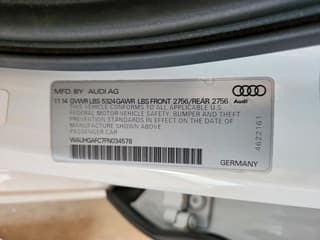 MFD. BY AUDI AG
11 14 GVWR LBS 5324 GAWR LBS FRONT 2756/REAR 2756
THIS VEHICLE CONFORMS TO ALL APPLICABLE U.S.
FEDERAL MOTOR VEHICLE SAFETY, BUMPER AND THEFT
PREVENTION STANDARDS IN EFFECT ON THE DATE OF
MANUFACTURE SHOWN ABOVE.
PASSENGER CAR
WAUHGAFC7FN034578
Audi
4622161
GERMANY